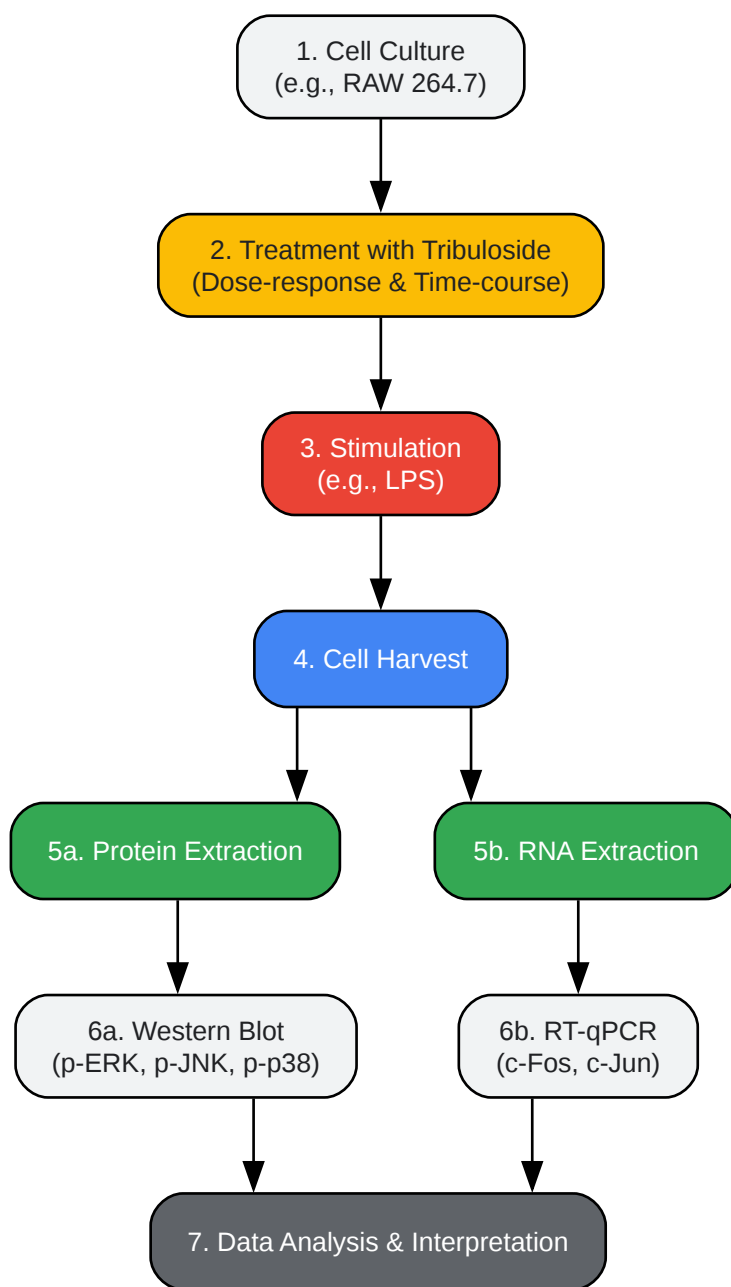 1. Cell Culture
(e.g., RAW 264.7)
2. Treatment with Tribuloside
(Dose-response & Time-course)
3. Stimulation
(e.g., LPS)
4. Cell Harvest
5a. Protein Extraction
5b. RNA Extraction
6a. Western Blot
(p-ERK, p-JNK, p-p38)
6b. RT-qPCR
(c-Fos, c-Jun)
7. Data Analysis & Interpretation